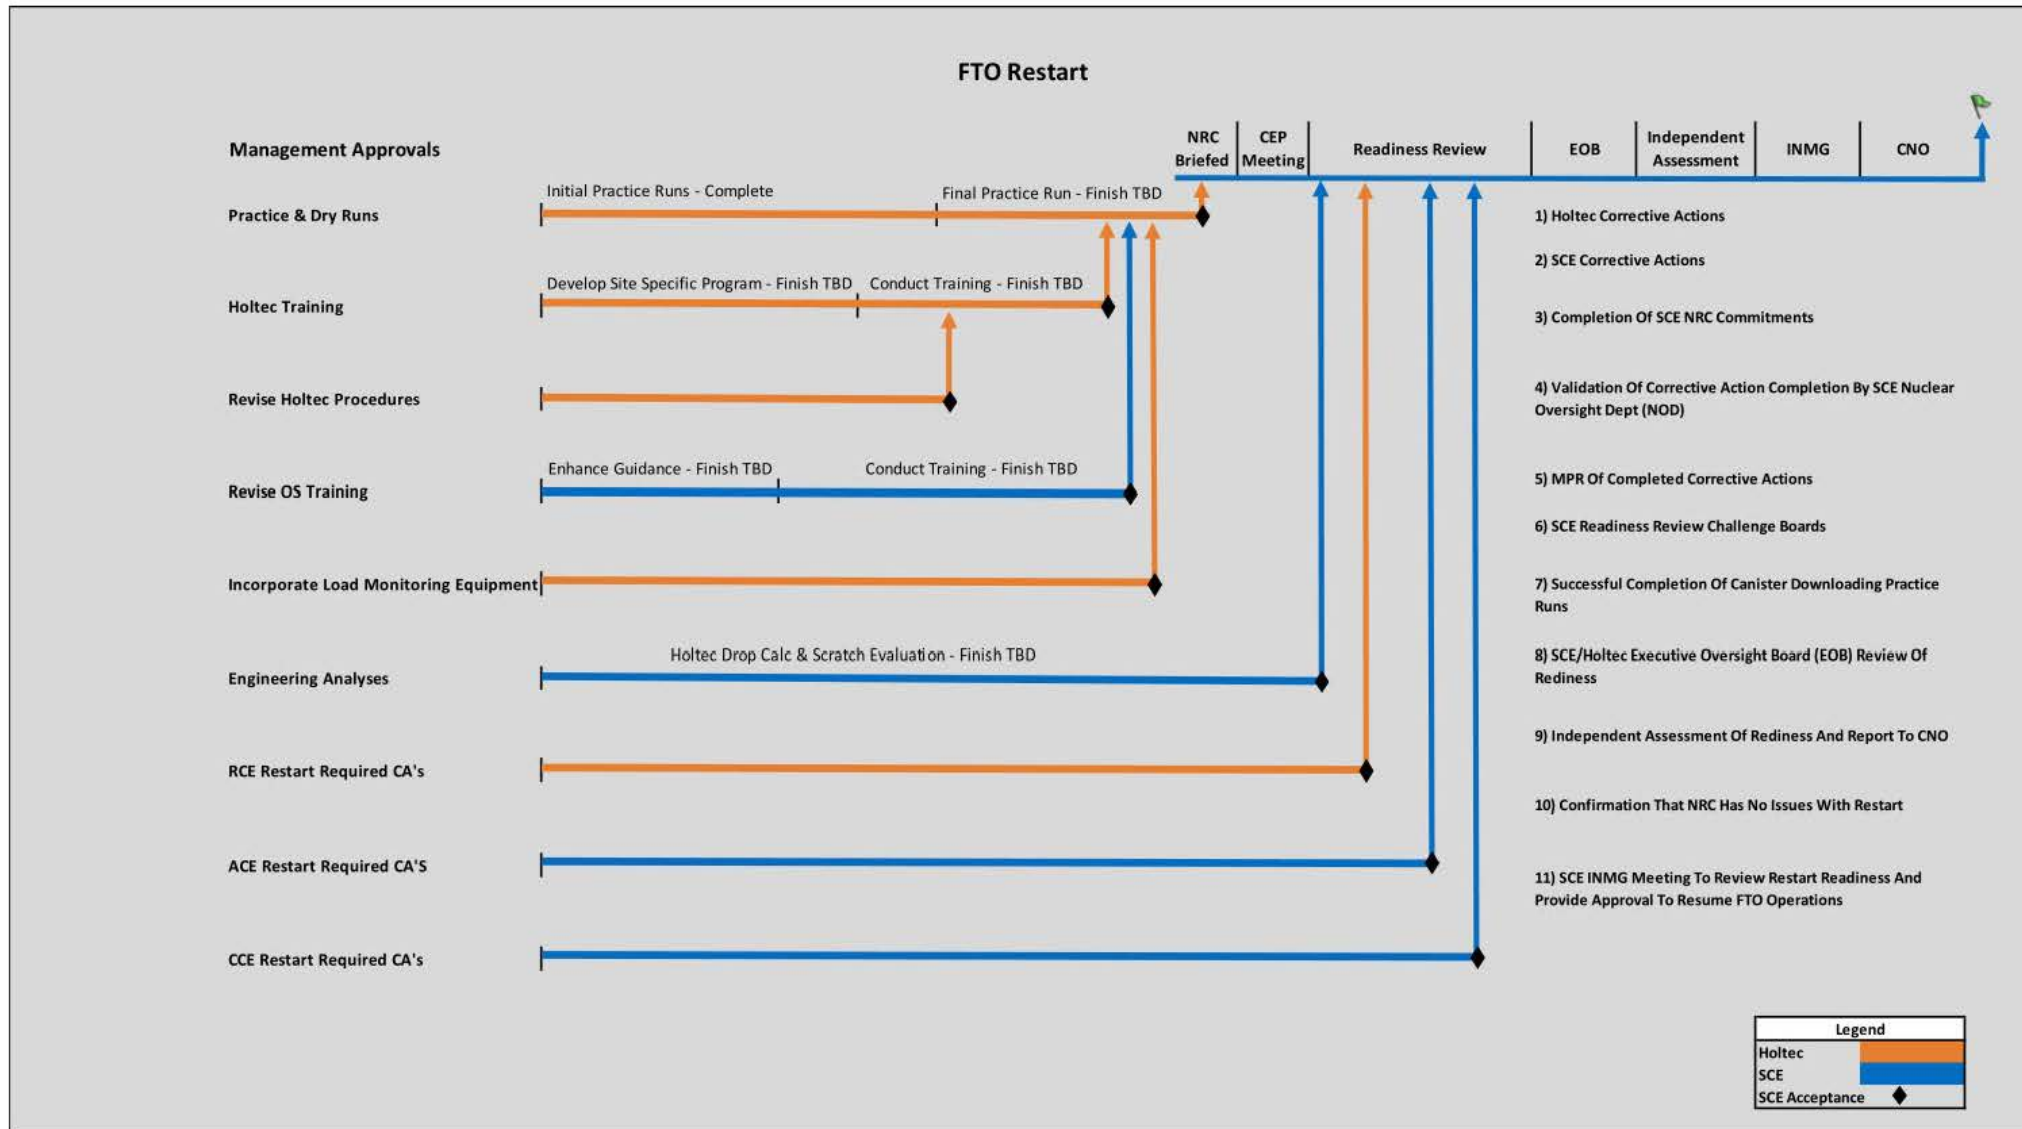 FTO Restart
Management Approvals
NRC
Briefed
CEP
Meeting
Readiness Review
EOB
Independent
Assessment
INMG
CNO
Practice & Dry Runs
Initial Practice Runs - Complete
Final Practice Run - Finish TBD
Holtec Training
Develop Site Specific Program - Finish TBD
Conduct Training - Finish TBD
Revise Holtec Procedures
Revise OS Training
Enhance Guidance - Finish TBD
Conduct Training - Finish TBD
Incorporate Load Monitoring Equipment
Engineering Analyses
Holtec Drop Calc & Scratch Evaluation - Finish TBD
RCE Restart Required CA's
ACE Restart Required CA'S
CCE Restart Required CA's
1) Holtec Corrective Actions
2) SCE Corrective Actions
3) Completion Of SCE NRC Commitments
4) Validation Of Corrective Action Completion By SCE Nuclear
Oversight Dept (NOD)
5) MPR Of Completed Corrective Actions
6) SCE Readiness Review Challenge Boards
7) Successful Completion Of Canister Downloading Practice
Runs
8) SCE/Holtec Executive Oversight Board (EOB) Review Of
Rediness
9) Independent Assessment Of Rediness And Report To CNO
10) Confirmation That NRC Has No Issues With Restart
11) SCE INMG Meeting To Review Restart Readiness And
Provide Approval To Resume FTO Operations
Legend
Holtec
SCE
SCE Acceptance